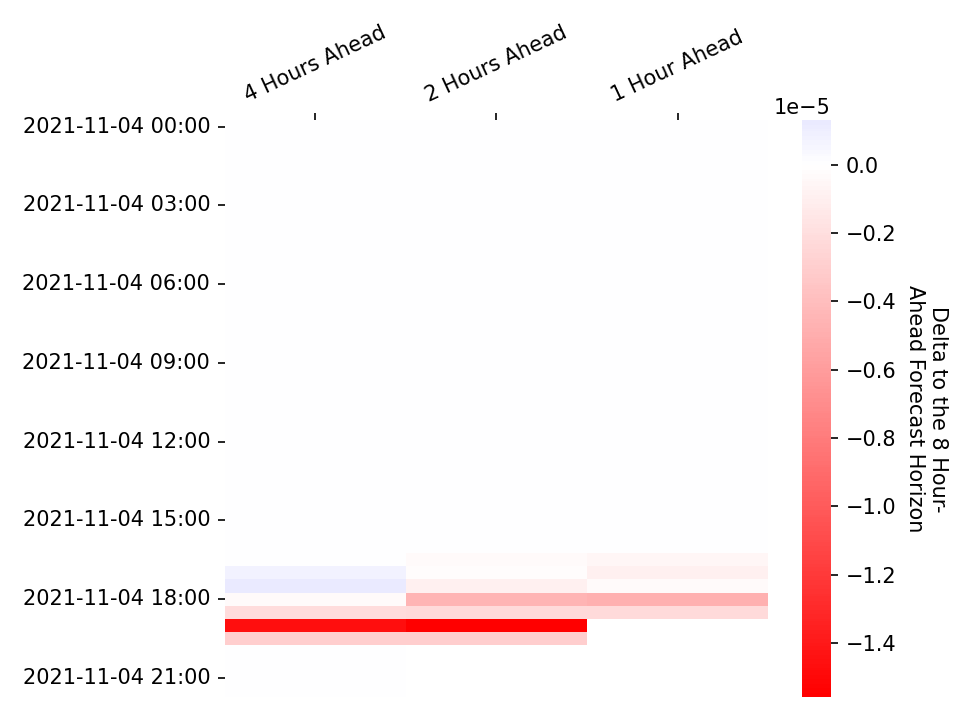 4 Hours Ahead
2 Hours Ahead
1 Hour Ahead
1e−5
2021-11-04 00:00
2021-11-04 03:00
2021-11-04 06:00
2021-11-04 09:00
2021-11-04 12:00
2021-11-04 15:00
2021-11-04 18:00
2021-11-04 21:00
0.0
−0.2
−0.4
−0.6
−0.8
−1.0
−1.2
−1.4
Delta to the 8 Hour-
Ahead Forecast Horizon